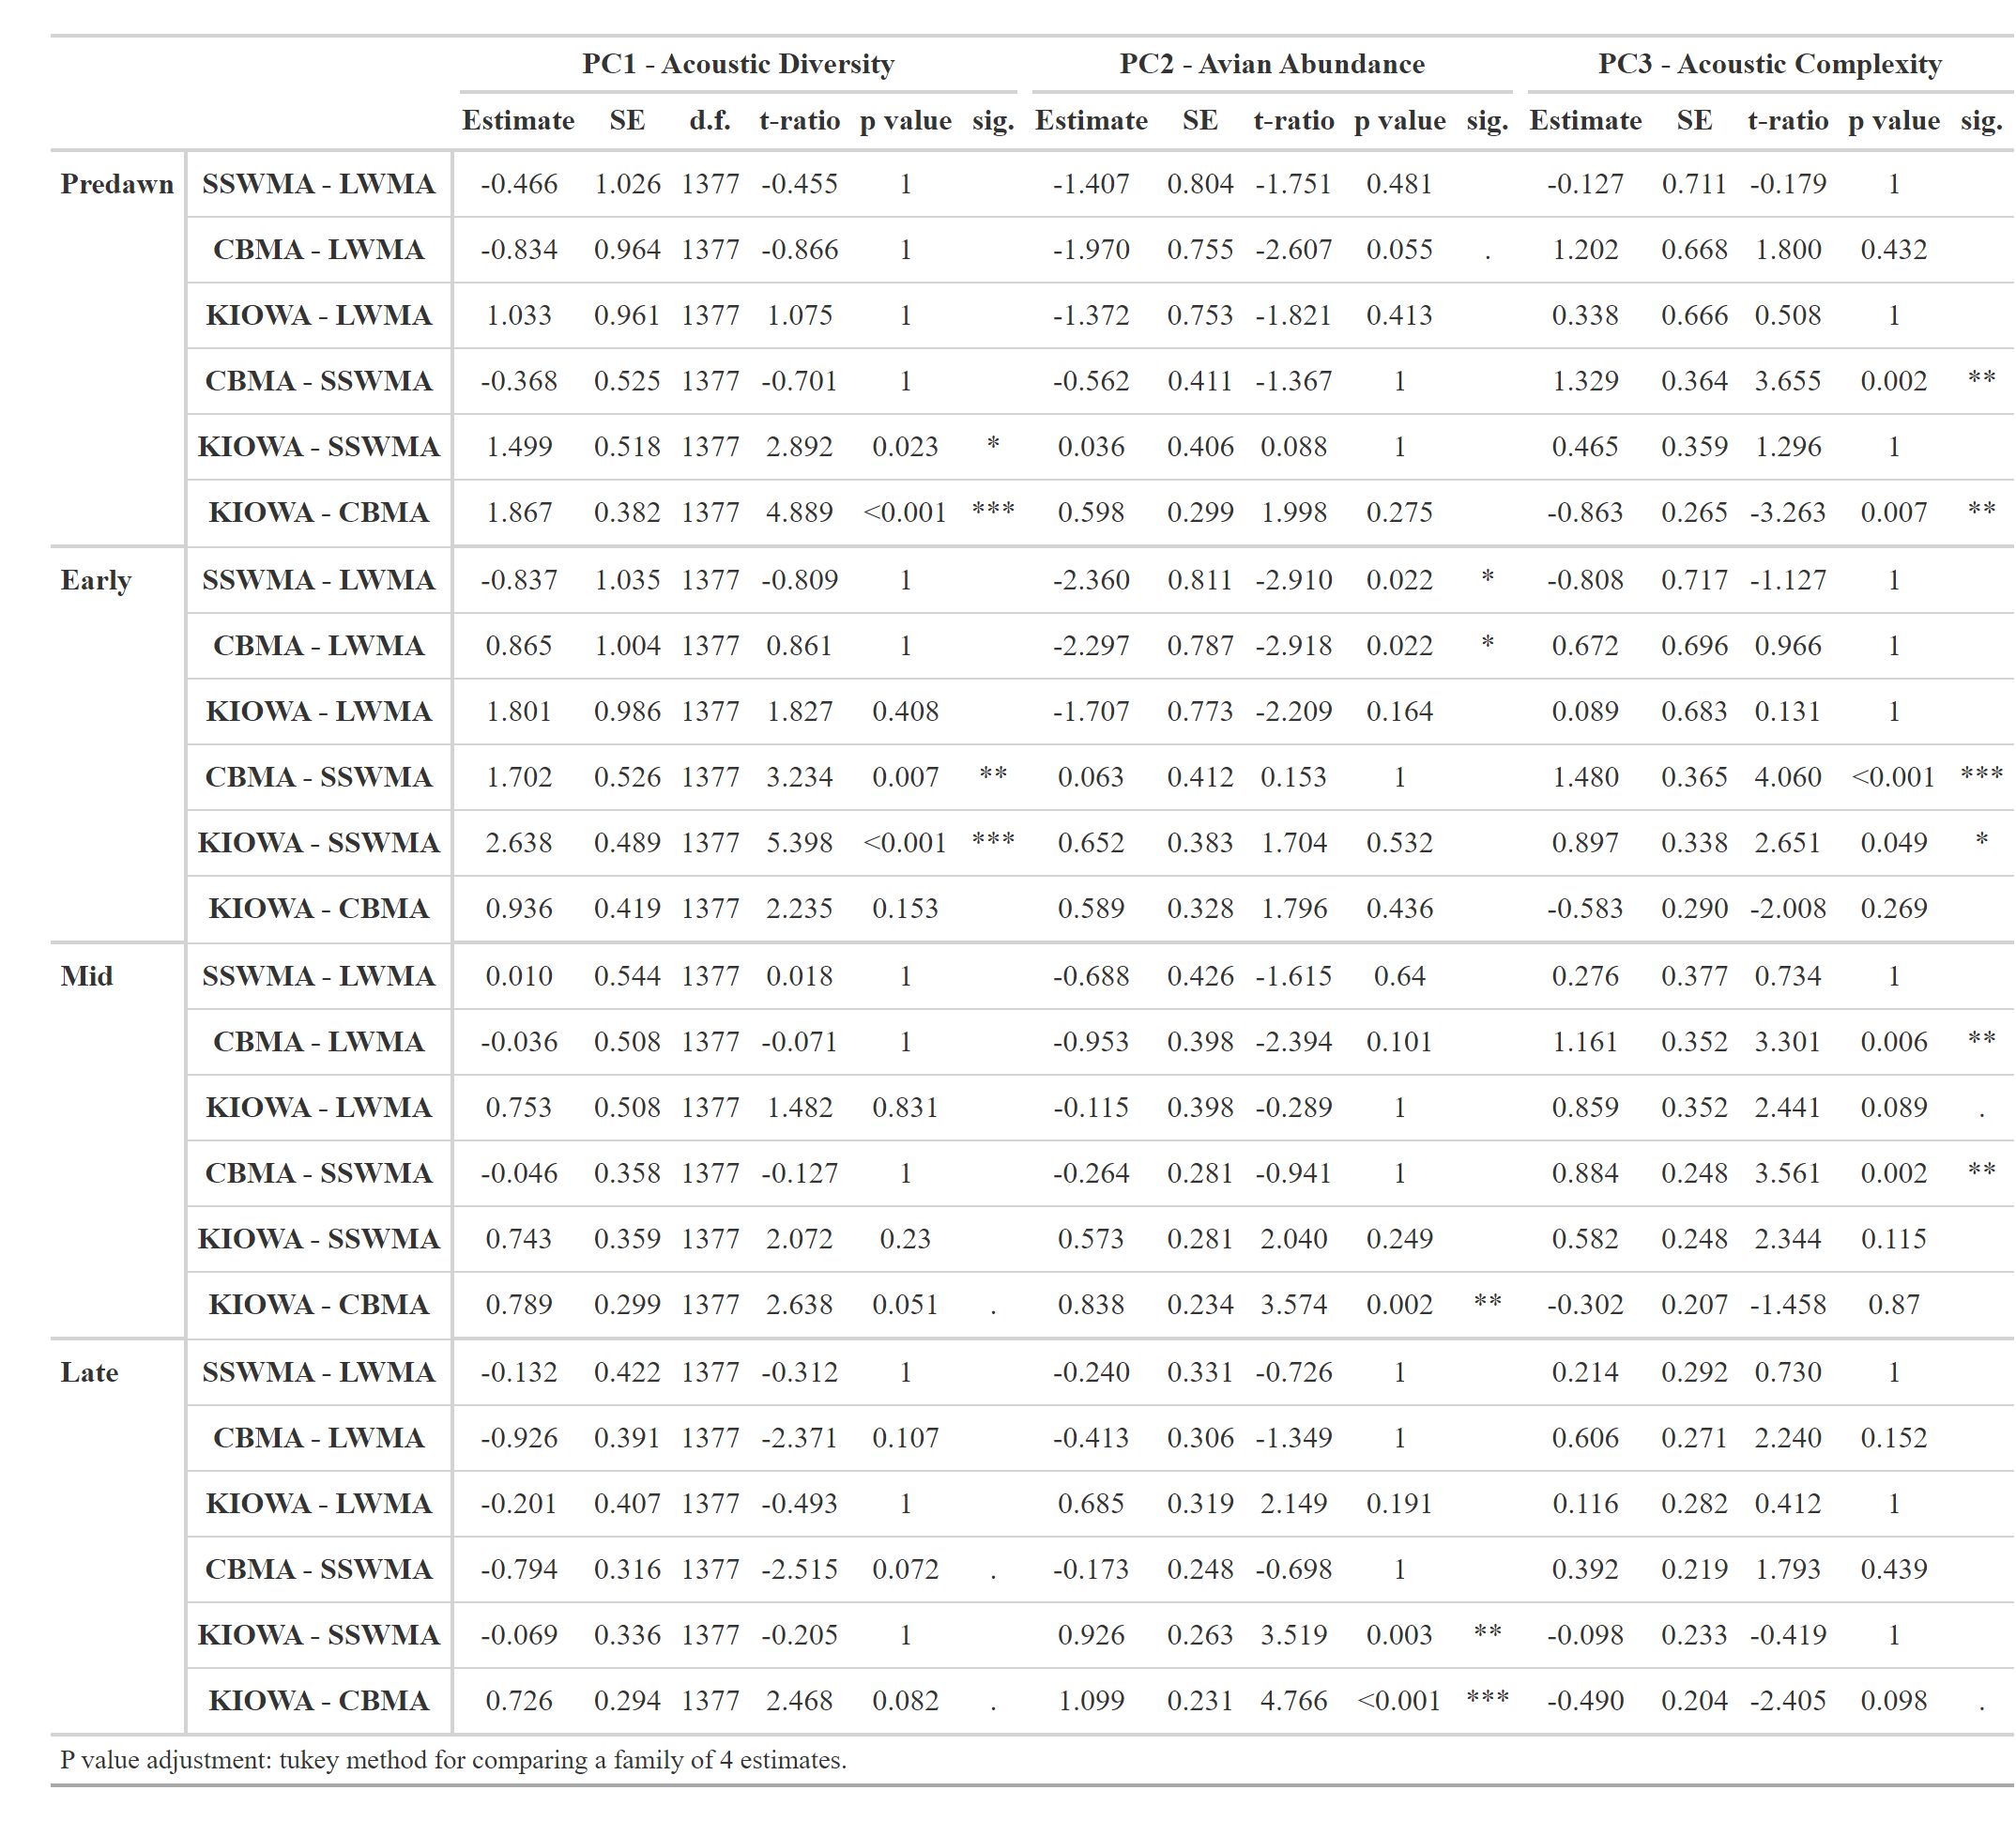 PC1 - Acoustic Diversity PC2 - Avian Abundance PC3 - Acoustic Complexity
Estimate SE d.f. t-ratio p value sig. Estimate SE t-ratio p value sig. Estimate SE t-ratio p value sig.
Predawn SSWMA - LWMA -0.466 1.026 1377 -0.455 1 -1.407 0.804 -1.751 0.481 -0.127 0.711 -0.179 1
CBMA - LWMA -0.834 0.964 1377 -0.866 1 -1.970 0.755 -2.607 0.055 . 1.202 0.668 1.800 0.432
KIOWA - LWMA 1.033 0.961 1377 1.075 1 -1.372 0.753 -1.821 0.413 0.338 0.666 0.508 1
CBMA - SSWMA -0.368 0.525 1377 -0.701 1 -0.562 0.411 -1.367 1 1.329 0.364 3.655 0.002 **
KIOWA - SSWMA 1.499 0.518 1377 2.892 0.023 * 0.036 0.406 0.088 1 0.465 0.359 1.296 1
KIOWA - CBMA 1.867 0.382 1377 4.889 <0.001 *** 0.598 0.299 1.998 0.275 -0.863 0.265 -3.263 0.007 **
Early SSWMA - LWMA -0.837 1.035 1377 -0.809 1 -2.360 0.811 -2.910 0.022 * -0.808 0.717 -1.127 1
CBMA - LWMA 0.865 1.004 1377 0.861 1 -2.297 0.787 -2.918 0.022 * 0.672 0.696 0.966 1
KIOWA - LWMA 1.801 0.986 1377 1.827 0.408 -1.707 0.773 -2.209 0.164 0.089 0.683 0.131 1
CBMA - SSWMA 1.702 0.526 1377 3.234 0.007 ** 0.063 0.412 0.153 1 1.480 0.365 4.060 <0.001 ***
KIOWA - SSWMA 2.638 0.489 1377 5.398 <0.001 *** 0.652 0.383 1.704 0.532 0.897 0.338 2.651 0.049 *
KIOWA - CBMA 0.936 0.419 1377 2.235 0.153 0.589 0.328 1.796 0.436 -0.583 0.290 -2.008 0.269
Mid SSWMA - LWMA 0.010 0.544 1377 0.018 1 -0.688 0.426 -1.615 0.64 0.276 0.377 0.734 1
CBMA - LWMA -0.036 0.508 1377 -0.071 1 -0.953 0.398 -2.394 0.101 1.161 0.352 3.301 0.006 **
KIOWA - LWMA 0.753 0.508 1377 1.482 0.831 -0.115 0.398 -0.289 1 0.859 0.352 2.441 0.089 .
CBMA - SSWMA -0.046 0.358 1377 -0.127 1 -0.264 0.281 -0.941 1 0.884 0.248 3.561 0.002 **
KIOWA - SSWMA 0.743 0.359 1377 2.072 0.23 0.573 0.281 2.040 0.249 0.582 0.248 2.344 0.115
KIOWA - CBMA 0.789 0.299 1377 2.638 0.051 . 0.838 0.234 3.574 0.002 ** -0.302 0.207 -1.458 0.87
Late SSWMA - LWMA -0.132 0.422 1377 -0.312 1 -0.240 0.331 -0.726 1 0.214 0.292 0.730 1
CBMA - LWMA -0.926 0.391 1377 -2.371 0.107 -0.413 0.306 -1.349 1 0.606 0.271 2.240 0.152
KIOWA - LWMA -0.201 0.407 1377 -0.493 1 0.685 0.319 2.149 0.191 0.116 0.282 0.412 1
CBMA - SSWMA -0.794 0.316 1377 -2.515 0.072 . -0.173 0.248 -0.698 1 0.392 0.219 1.793 0.439
KIOWA - SSWMA -0.069 0.336 1377 -0.205 1 0.926 0.263 3.519 0.003 ** -0.098 0.233 -0.419 1
KIOWA - CBMA 0.726 0.294 1377 2.468 0.082 . 1.099 0.231 4.766 <0.001 *** -0.490 0.204 -2.405 0.098 .
P value adjustment: tukey method for comparing a family of 4 estimates.